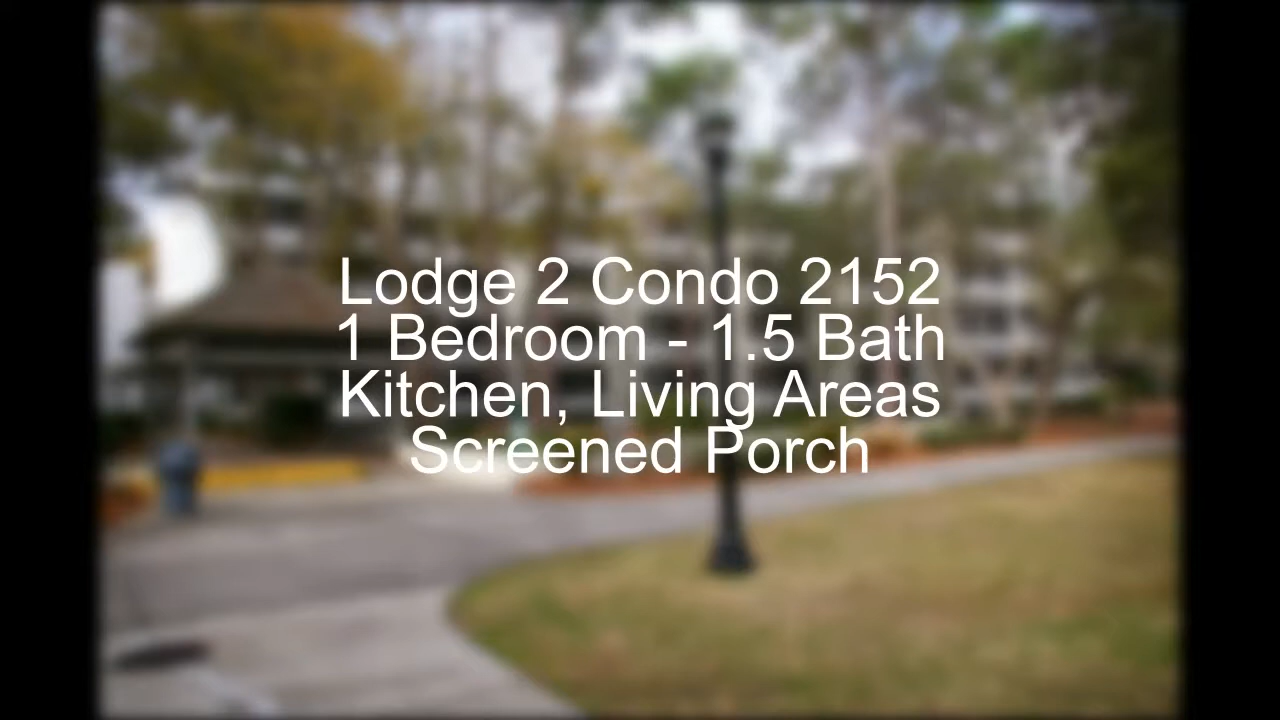 Lodge 2 Condo 2152
1 Bedroom - 1.5 Bath
Kitchen, Living Areas
Screened Porch